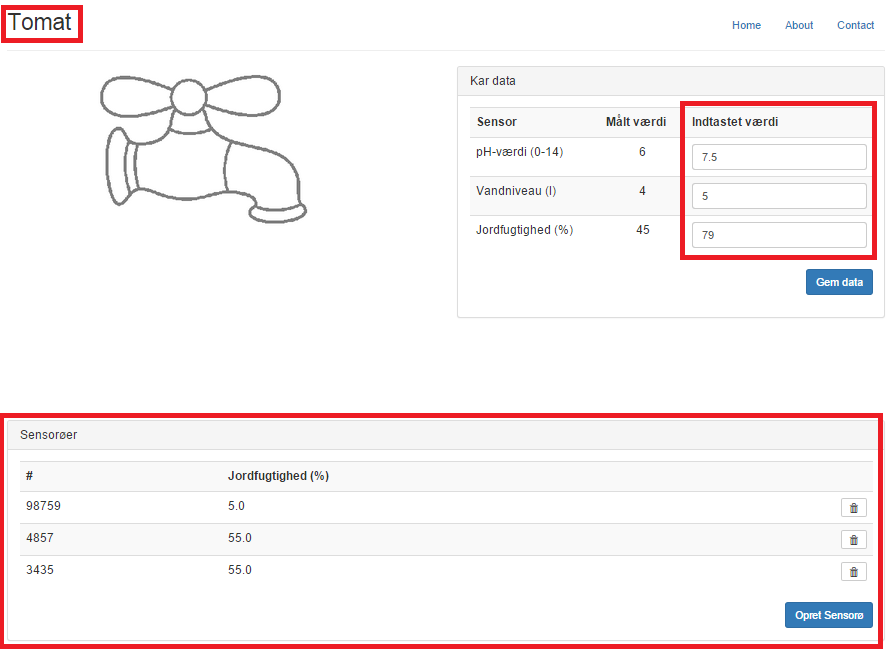 Tomat
Home About Contact
Kar data
Sensor Målt værdi Indtastet værdi
pH-værdi (0-14) 6 7.5
Vandniveau (l) 4 5
Jordfugtighed (%) 45 79
Gem data
Sensorøer
# Jordfugtighed (%)
98759 5.0
4857 55.0
3435 55.0
Opret Sensorø